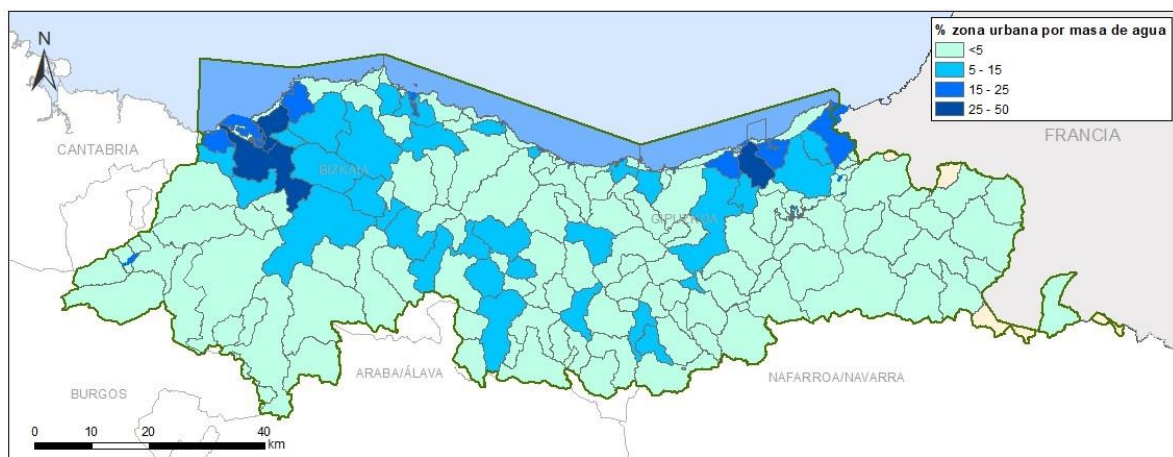 % zona urbana por masa de agua
<5
5 - 15
15 - 25
25 - 50
N
FRANCIA
CANTABRIA
BIZKAIA
GIPUZKOA
ARABA/ÁLAVA
NAFARROA/NAVARRA
BURGOS
0 10 20 40
km